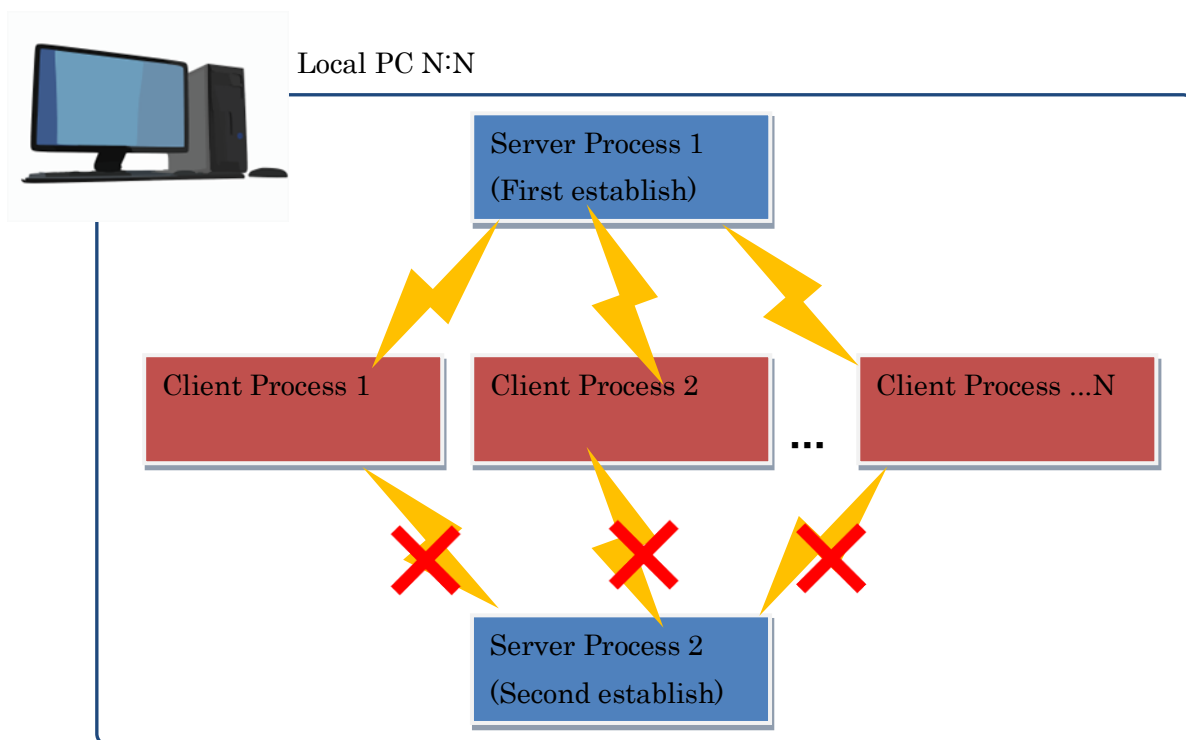 Local PC N:N
Server Process 1
(First establish)
Client Process 1
Client Process 2
...
Client Process ...N
Server Process 2
(Second establish)